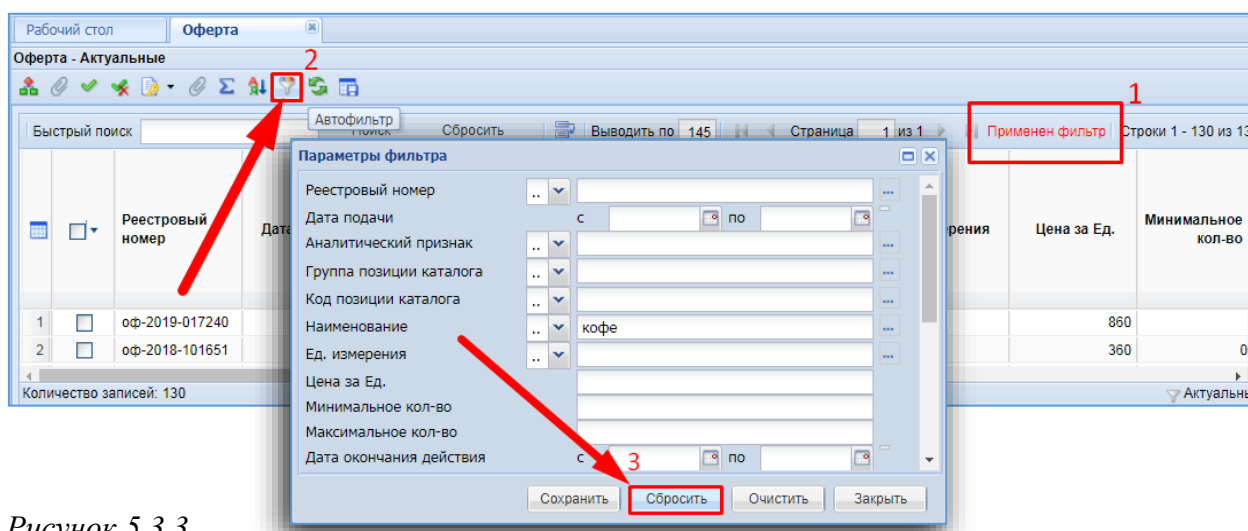 Рабочий стол Оферта
Оферта - Актуальные
2
Автофильтр
1
Быстрый поиск Поиск Сбросить Выводить по 145 Страница 1 из 1 Применен фильтр Строки 1 - 130 из 13
Параметры фильтра
Реестровый номер ..
Дата подачи с по
Аналитический признак ..
Группа позиции каталога ..
Код позиции каталога ..
Наименование .. кофе
Ед. измерения ..
Цена за Ед.
Минимальное кол-во
Максимальное кол-во
Дата окончания действия с по
3
Сохранить Сбросить Очистить Закрыть
Реестровый номер Дата рения Цена за Ед. Минимальное кол-во
1 оф-2019-017240 860
2 оф-2018-101651 360 0
Количество записей: 130 Актуальны
Рисунок 5.3.3